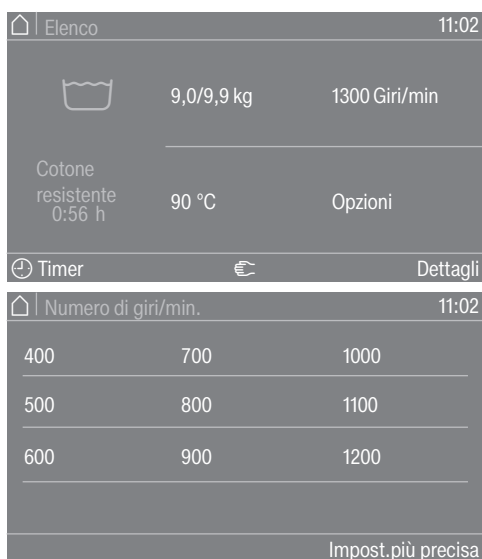 Elenco 11:02
9,0/9,9 kg 1300 Giri/min
Cotone
resistente
0:56 h
90 °C Opzioni
Timer Dettagli
Numero di giri/min. 11:02
400 700 1000
500 800 1100
600 900 1200
Impost.più precisa